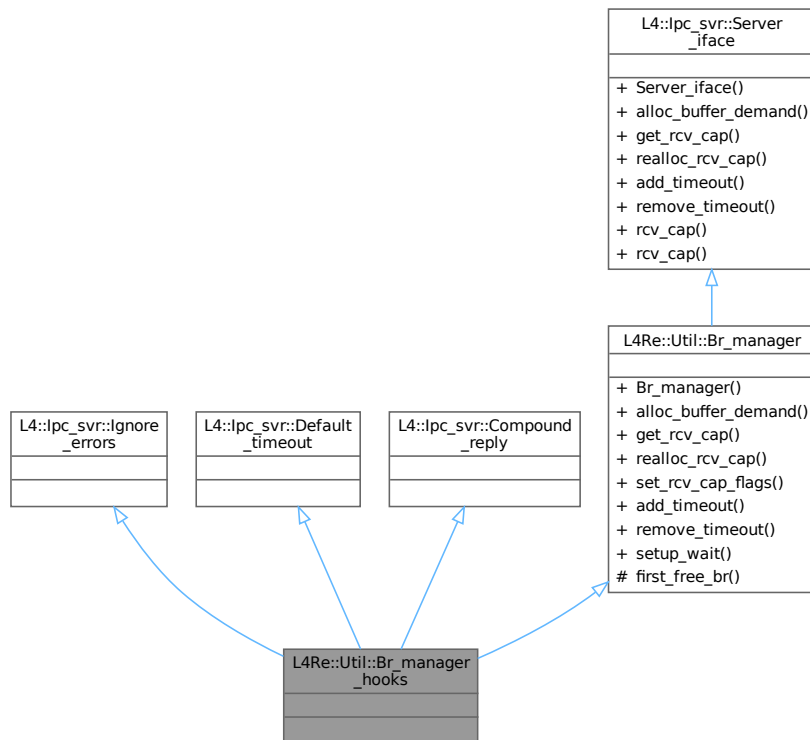 L4::Ipc_svr::Server
_iface
+ Server_iface()
+ alloc_buffer_demand()
+ get_rcv_cap()
+ realloc_rcv_cap()
+ add_timeout()
+ remove_timeout()
+ rcv_cap()
+ rcv_cap()
L4Re::Util::Br_manager
+ Br_manager()
+ alloc_buffer_demand()
+ get_rcv_cap()
+ realloc_rcv_cap()
+ set_rcv_cap_flags()
+ add_timeout()
+ remove_timeout()
+ setup_wait()
# first_free_br()
L4::Ipc_svr::Ignore
_errors
L4::Ipc_svr::Default
_timeout
L4::Ipc_svr::Compound
_reply
L4Re::Util::Br_manager
_hooks